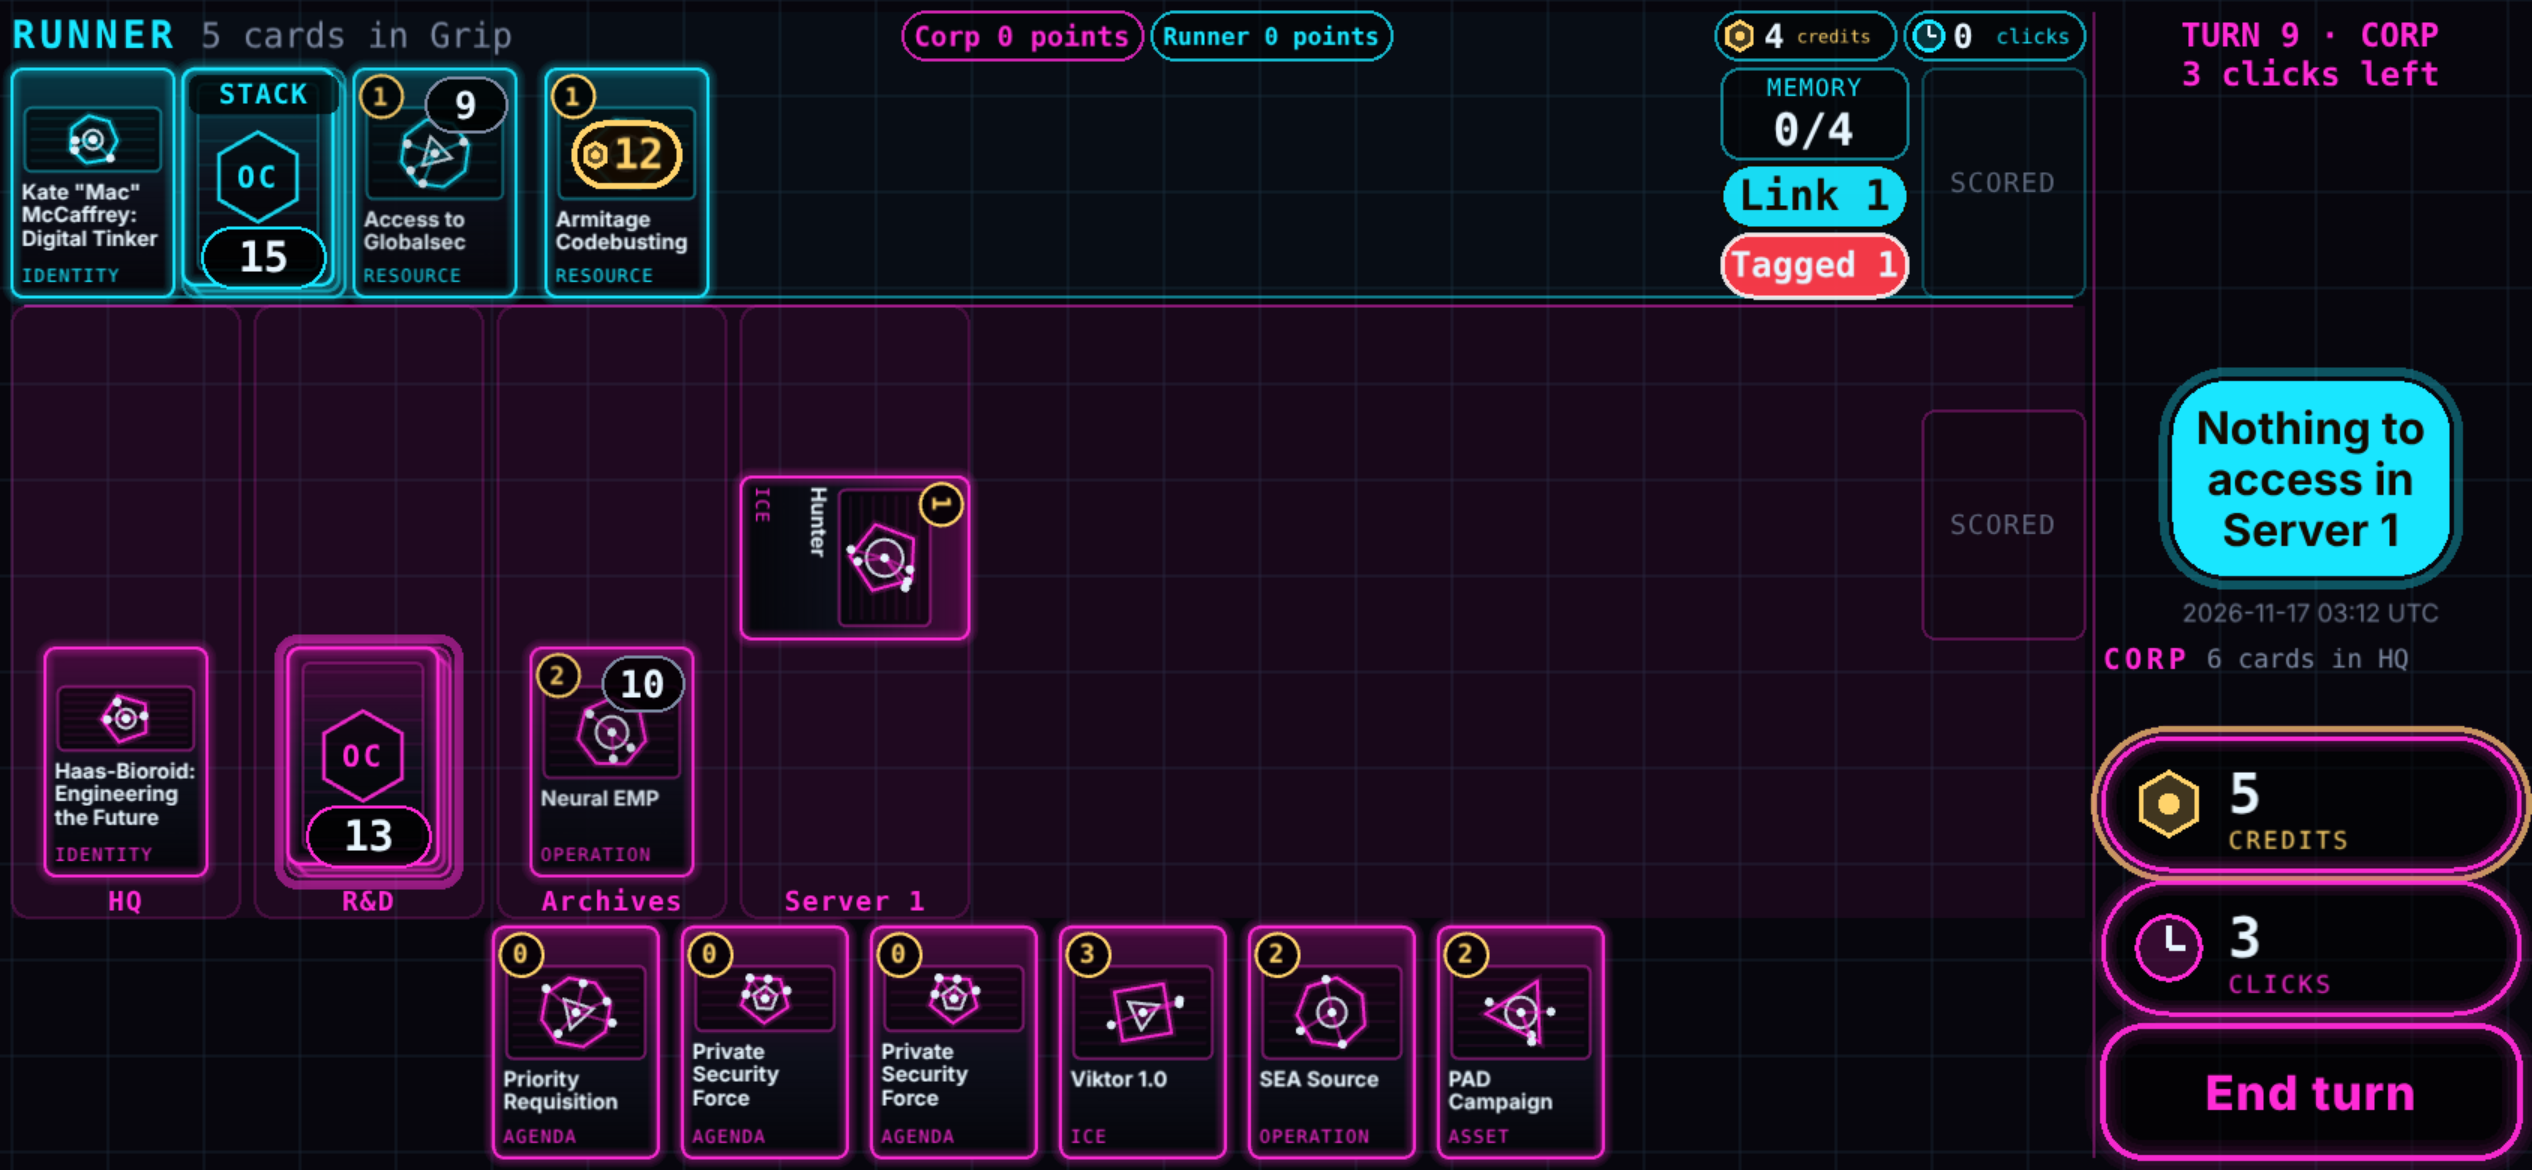 RUNNER 5 cards in Grip
Corp 0 points
Runner 0 points
4 credits
0 clicks
TURN 9 · CORP
3 clicks left
Kate "Mac"
McCaffrey:
Digital Tinker
IDENTITY
STACK
OC
15
1
9
Access to
Globalsec
RESOURCE
1
12
Armitage
Codebusting
RESOURCE
MEMORY
0/4
Link 1
Tagged 1
SCORED
ICE
Hunter
1
SCORED
Nothing to
access in
Server 1
2026-11-17 03:12 UTC
CORP 6 cards in HQ
Haas-Bioroid:
Engineering
the Future
IDENTITY
HQ
OC
13
R&D
2
10
Neural EMP
OPERATION
Archives
Server 1
5
CREDITS
3
CLICKS
End turn
0
Priority
Requisition
AGENDA
0
Private
Security
Force
AGENDA
0
Private
Security
Force
AGENDA
3
Viktor 1.0
ICE
2
SEA Source
OPERATION
2
PAD
Campaign
ASSET